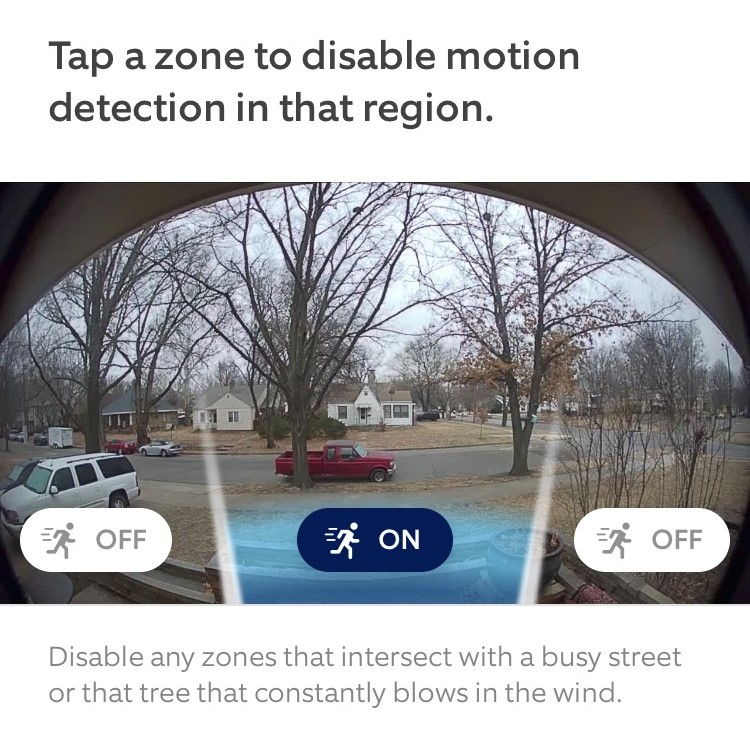 Tap a zone to disable motion
detection in that region.
OFF
ON
OFF
Disable any zones that intersect with a busy street
or that tree that constantly blows in the wind.